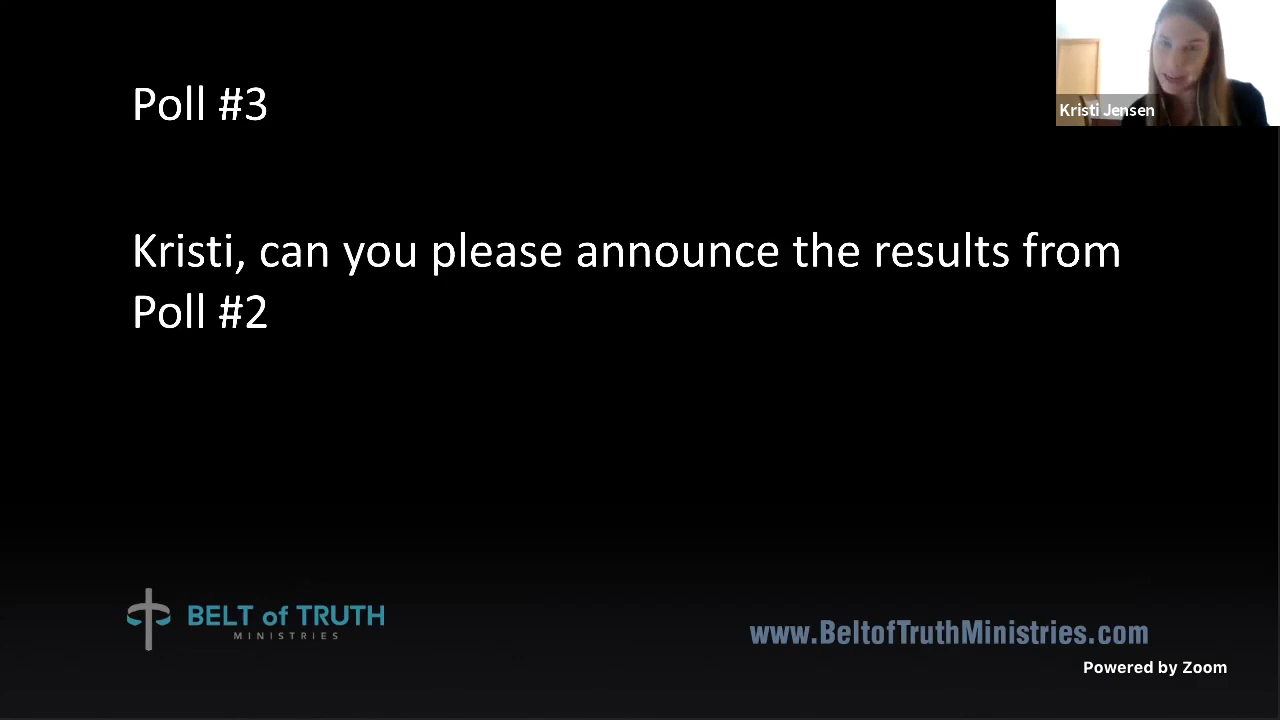 Poll #3
Kristi Jensen
Kristi, can you please announce the results from
Poll #2
BELT of TRUTH
MINISTRIES
www.BeltofTruthMinistries.com
Powered by Zoom